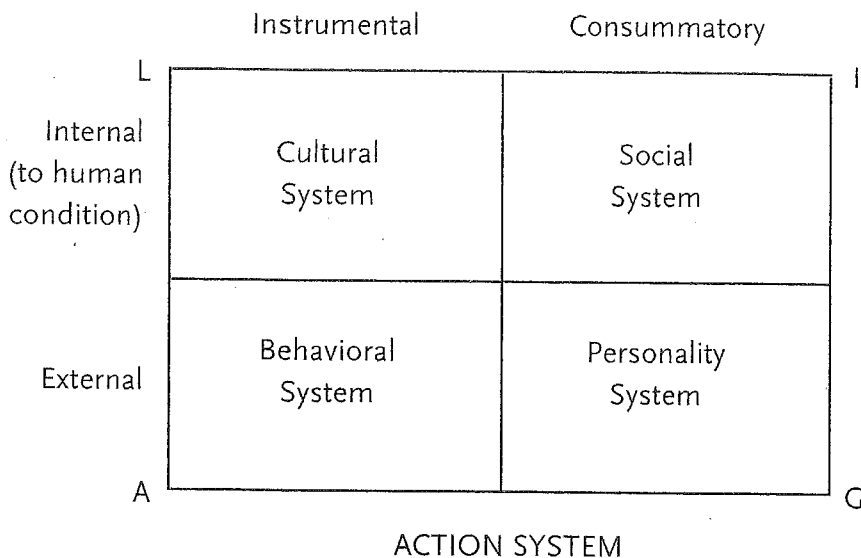 Instrumental Consummatory
L I
Internal
(to human
condition)
Cultural
System
Social
System
External
Behavioral
System
Personality
System
A G
ACTION SYSTEM